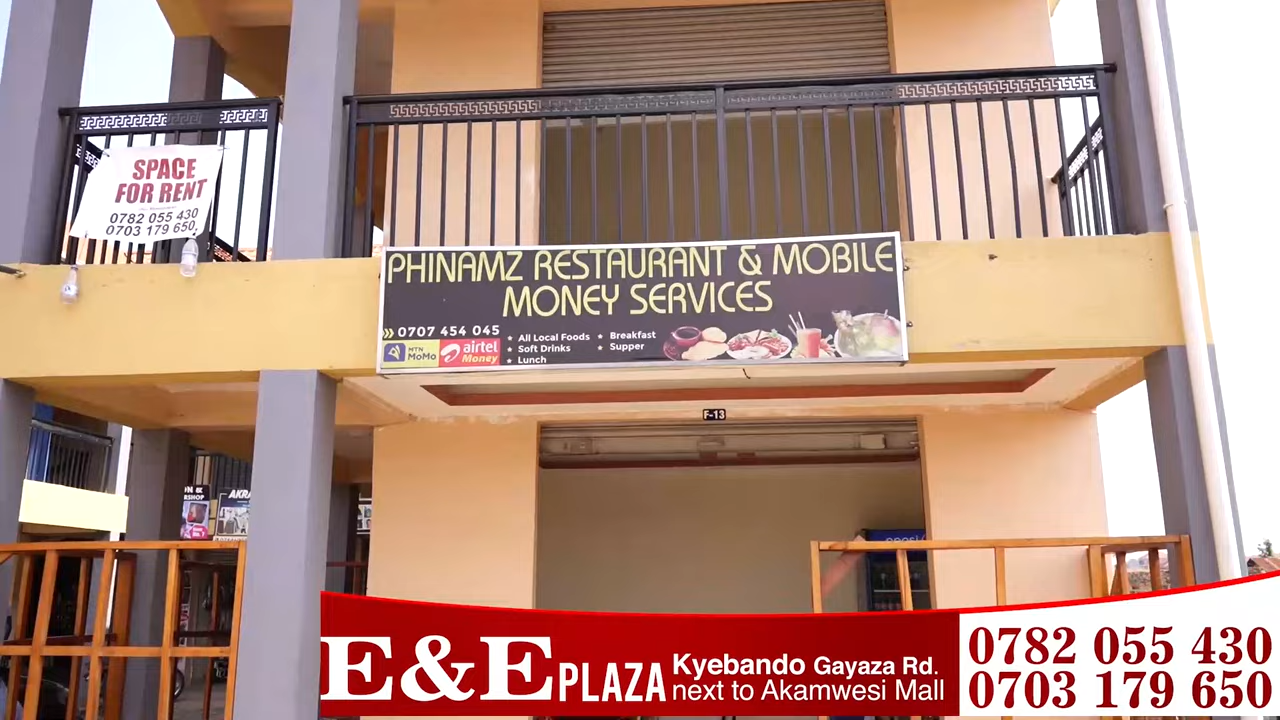 SPACE
FOR RENT
0782 055 430
0703 179 650
PHINAMZ RESTAURANT & MOBILE
MONEY SERVICES
0707 454 045
MTN
MoMo
airtel
Money
★ All Local Foods ★ Breakfast
★ Soft Drinks ★ Supper
★ Lunch
F-13
E&E PLAZA
Kyebando Gayaza Rd.
next to Akamwesi Mall
0782 055 430
0703 179 650